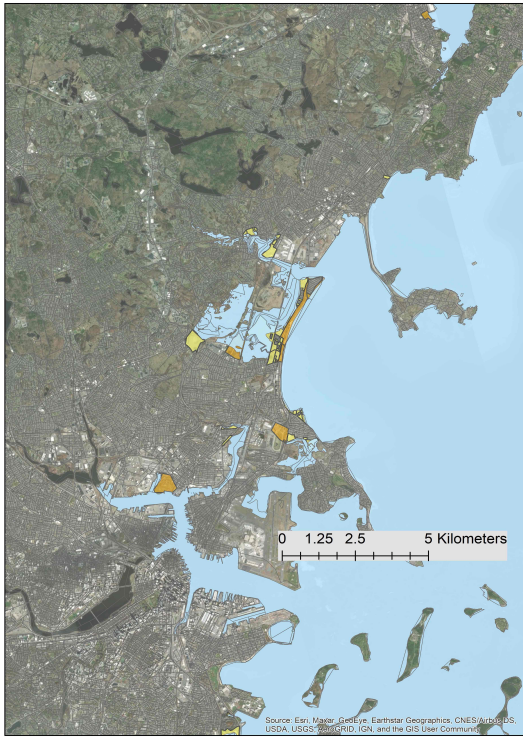 0 1.25 2.5 5 Kilometers
Source: Esri, Maxar, GeoEye, Earthstar Geographics, CNES/Airbus DS,
USDA, USGS, AeroGRID, IGN, and the GIS User Community